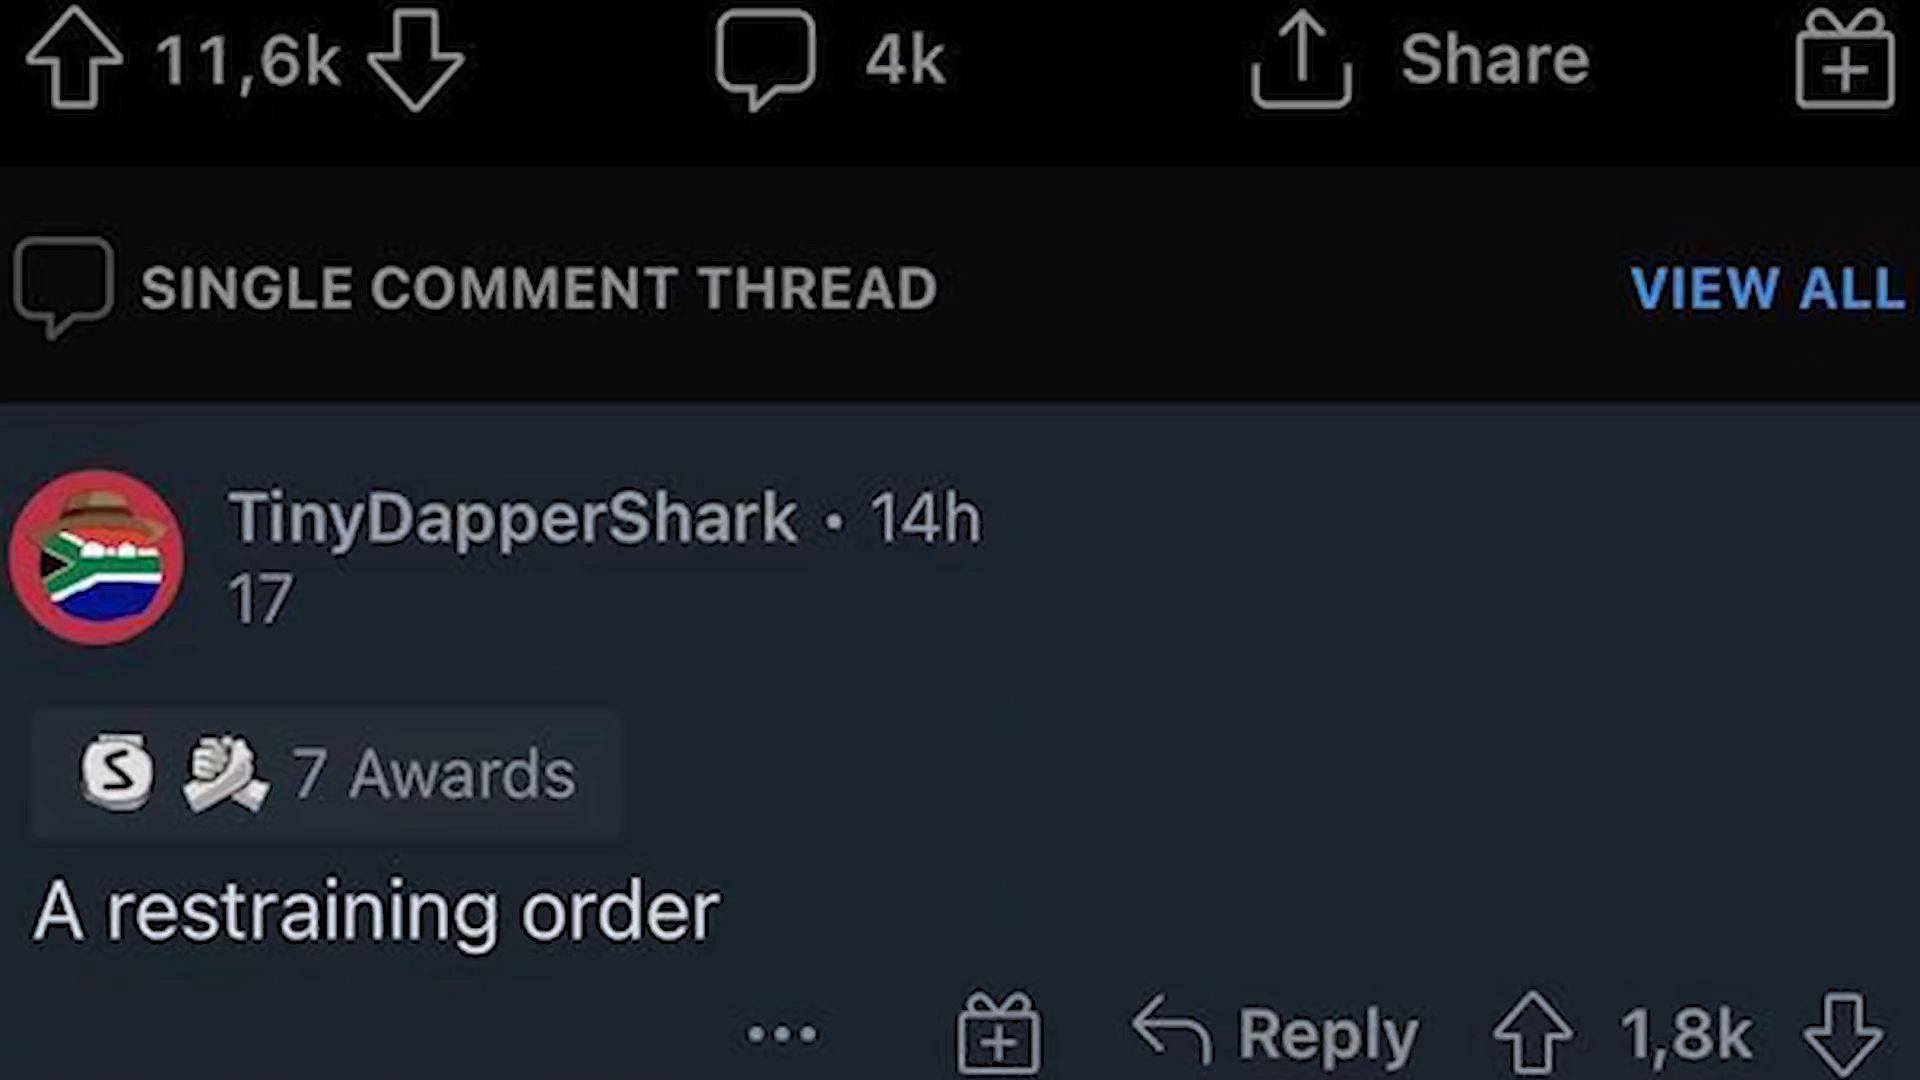 11,6k 4k Share
SINGLE COMMENT THREAD VIEW ALL
TinyDapperShark • 14h
17
S 7 Awards
A restraining order
... Reply 1,8k